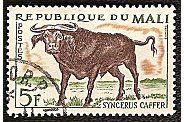 REPUBLIQUE DU MALI
POSTES
5F
SYNCERUS CAFFER